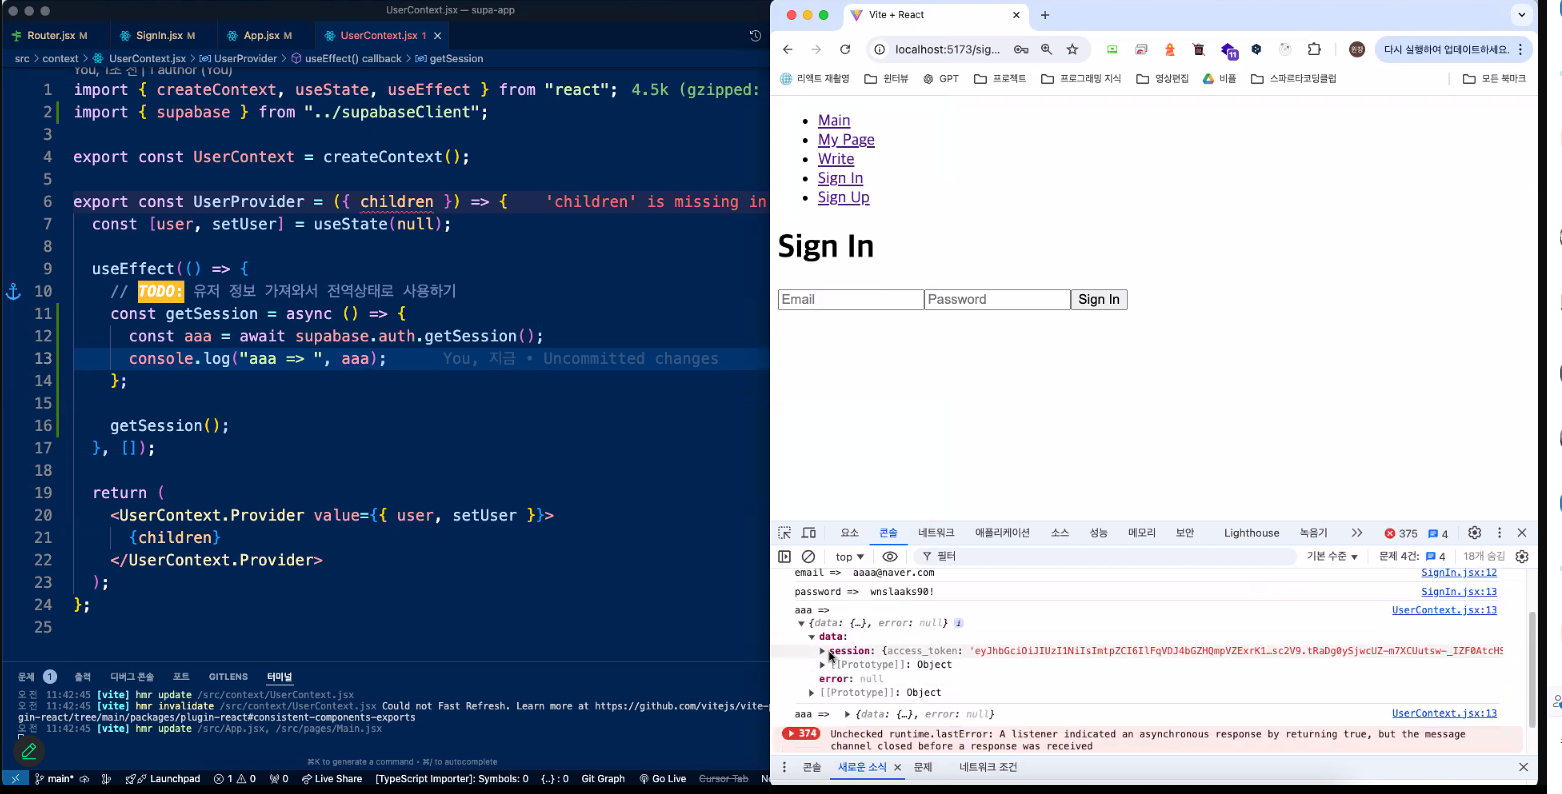 UserContext.jsx — supa-app
Router.jsx M
SignIn.jsx M
App.jsx M
UserContext.jsx 1
src > context > UserContext.jsx > UserProvider > useEffect() callback > getSession
You, 1초 전 | 1 author (You)
1 import { createContext, useState, useEffect } from "react"; 4.5k (gzipped:
2 import { supabase } from "../supabaseClient";
3
4 export const UserContext = createContext();
5
6 export const UserProvider = ({ children }) => { 'children' is missing in
7 const [user, setUser] = useState(null);
8
9 useEffect(() => {
10 // TODO: 유저 정보 가져와서 전역상태로 사용하기
11 const getSession = async () => {
12 const aaa = await supabase.auth.getSession();
13 console.log("aaa => ", aaa); You, 지금 • Uncommitted changes
14 };
15
16 getSession();
17 }, []);
18
19 return (
20 <UserContext.Provider value={{ user, setUser }}>
21 {children}
22 </UserContext.Provider>
23 );
24 };
25
문제 1 출력 디버그 콘솔 포트 GITLENS 터미널
오전 11:42:45 [vite] hmr update /src/context/UserContext.jsx
오전 11:42:45 [vite] hmr invalidate /src/context/UserContext.jsx Could not Fast Refresh. Learn more at https://github.com/vitejs/vite-p
gin-react/tree/main/packages/plugin-react#consistent-components-exports
오전 11:42:45 [vite] hmr update /src/App.jsx, /src/pages/Main.jsx
⌘K to generate a command • ⌘/ to autocomplete
main* Launchpad 1 0 0 Live Share [TypeScript Importer]: Symbols: 0 {..} : 0 Git Graph Go Live Cursor Tab
Vite + React
localhost:5173/sig...
11
다시 실행하여 업데이트하세요.
리액트 재촬영 윈터뷰 GPT 프로젝트 프로그래밍 지식 영상편집 비플 스파르타코딩클럽 모든 북마크
Main
My Page
Write
Sign In
Sign Up
Sign In
Email Password Sign In
요소 콘솔 네트워크 애플리케이션 소스 성능 메모리 보안 Lighthouse 녹음기 375 4
top 필터 기본 수준 문제 4건: 4 18개 숨김
email => aaaa@naver.com SignIn.jsx:12
password => wnslaaks90! SignIn.jsx:13
aaa => UserContext.jsx:13
{data: {…}, error: null} i
data:
session: {access_token: 'eyJhbGciOiJIUzI1NiIsImtpZCI6IlFqVDJ4bGZHQmpVZExrK1…sc2V9.tRaDg0ySjwcUZ-m7XCUutsw-_IZF0AtcHS
[[Prototype]]: Object
error: null
[[Prototype]]: Object
aaa => {data: {…}, error: null} UserContext.jsx:13
374 Unchecked runtime.lastError: A listener indicated an asynchronous response by returning true, but the message
channel closed before a response was received
콘솔 새로운 소식 문제 네트워크 조건